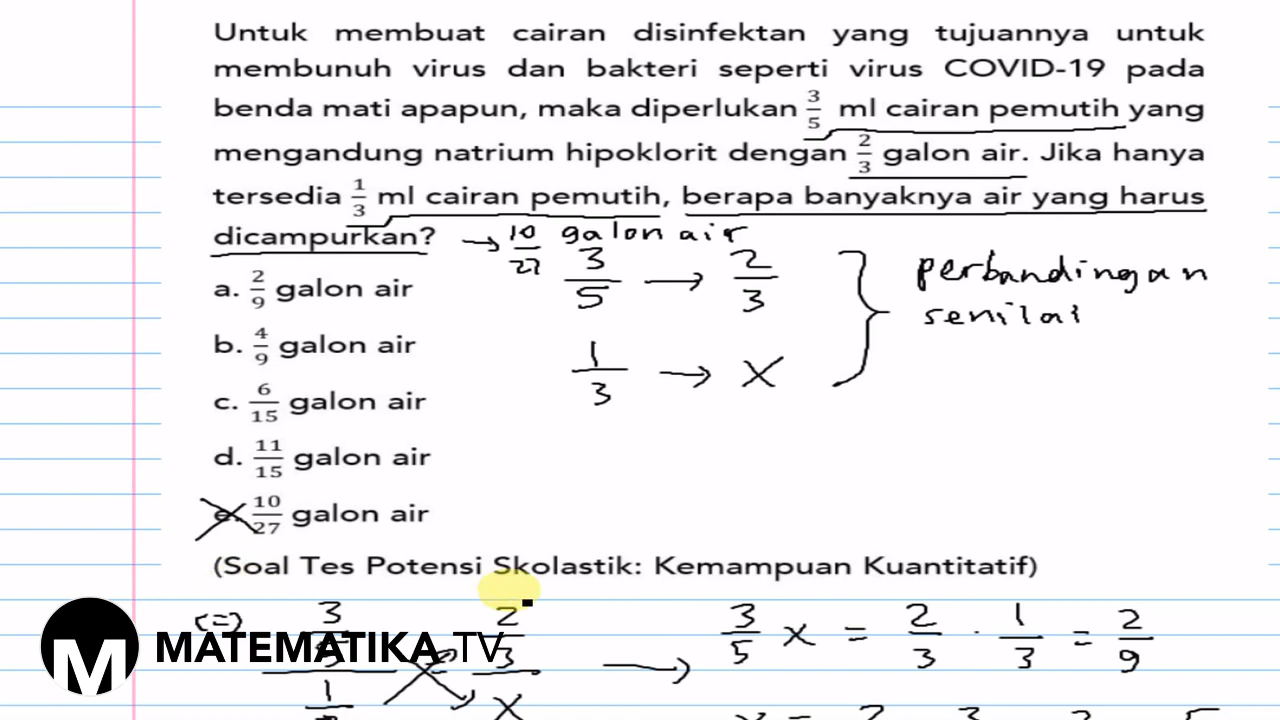 Untuk membuat cairan disinfektan yang tujuannya untuk
membunuh virus dan bakteri seperti virus COVID-19 pada
benda mati apapun, maka diperlukan 3/5 ml cairan pemutih yang
mengandung natrium hipoklorit dengan 2/3 galon air. Jika hanya
tersedia 1/3 ml cairan pemutih, berapa banyaknya air yang harus
dicampurkan? → 10/27 galon air
3/5 → 2/3
1/3 → x
perbandingan
senilai
a. 2/9 galon air
b. 4/9 galon air
c. 6/15 galon air
d. 11/15 galon air
e. 10/27 galon air
(Soal Tes Potensi Skolastik: Kemampuan Kuantitatif)
3/5 x = 2/3 · 1/3 = 2/9
M MATEMATIKA TV